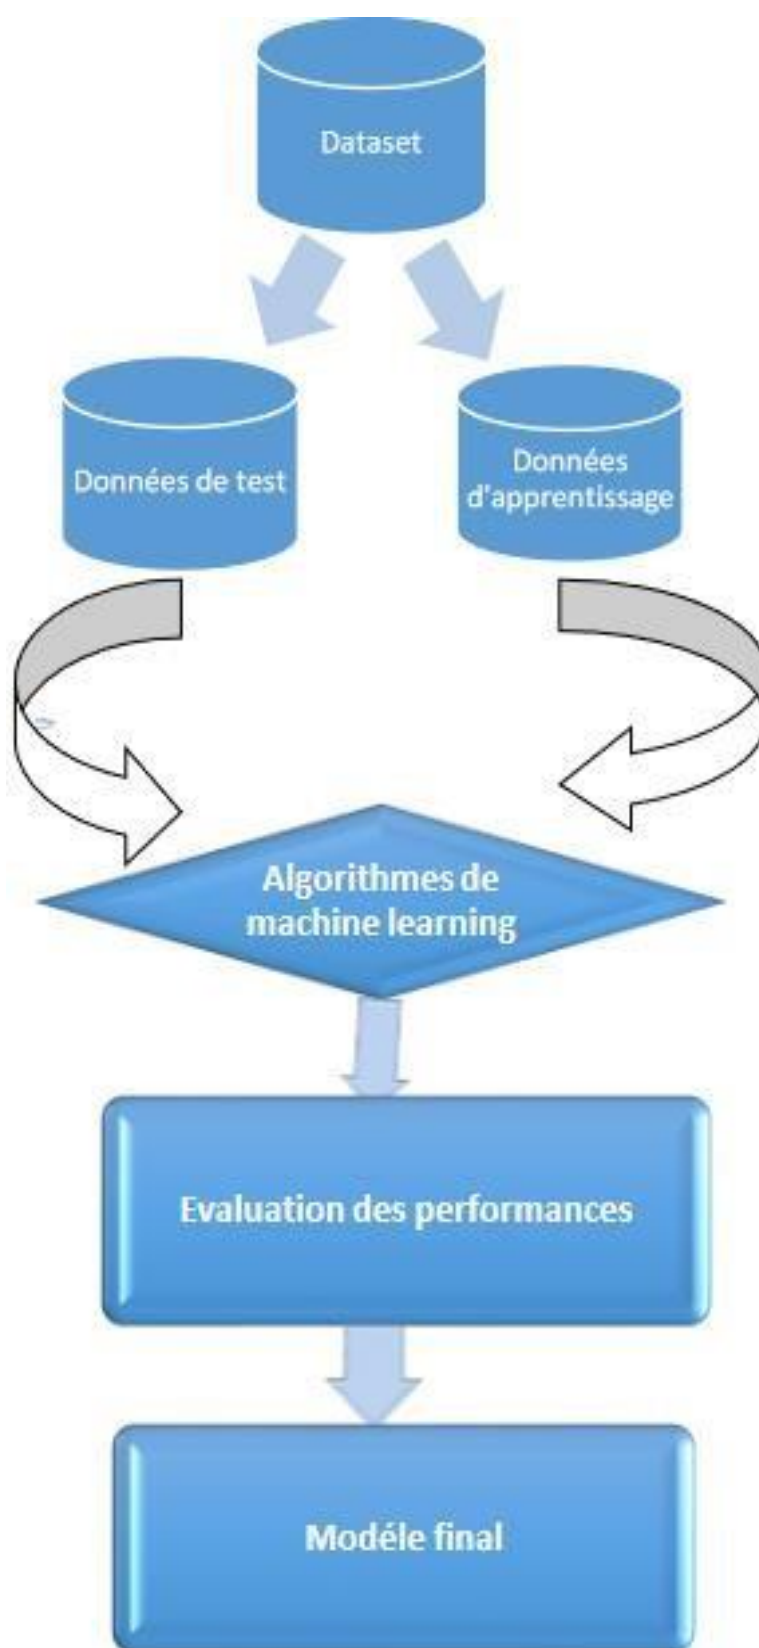 Dataset
Données de test
Données
d'apprentissage
Algorithmes de
machine learning
Evaluation des performances
Modéle final